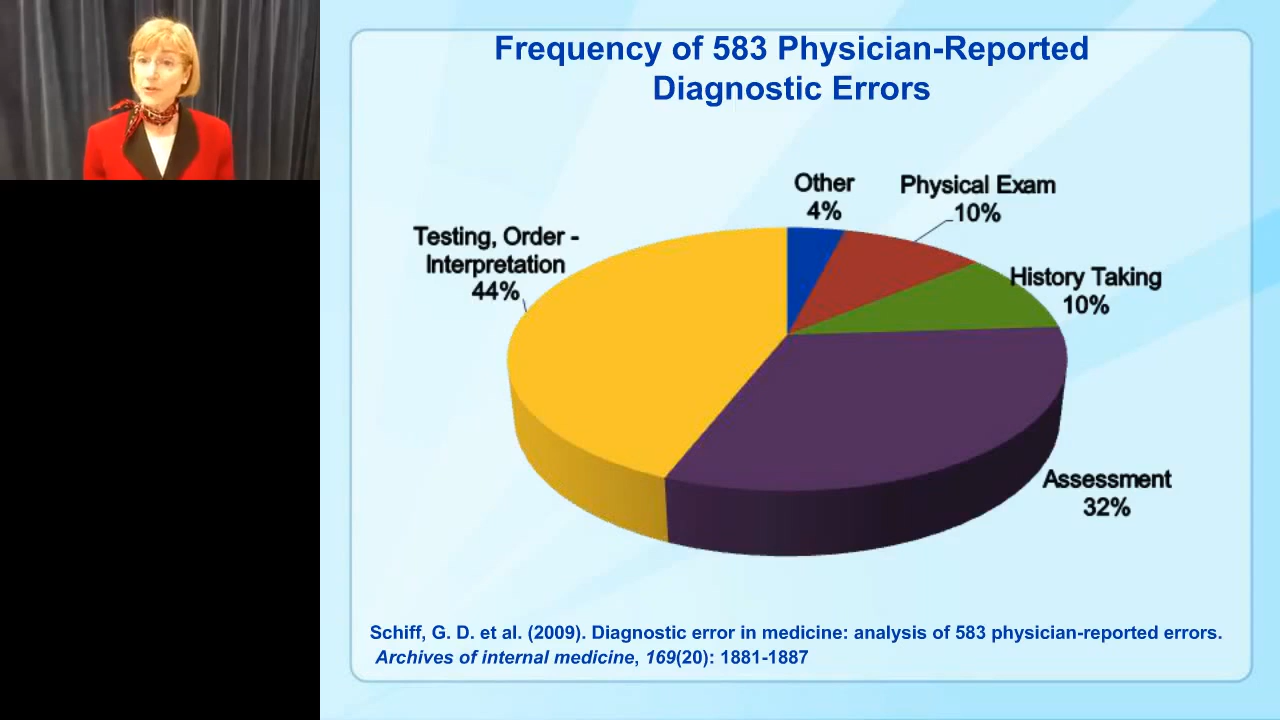 Frequency of 583 Physician-Reported
Diagnostic Errors
Other
4%
Physical Exam
10%
Testing, Order -
Interpretation
44%
History Taking
10%
Assessment
32%
Schiff, G. D. et al. (2009). Diagnostic error in medicine: analysis of 583 physician-reported errors.
Archives of internal medicine, 169(20): 1881-1887